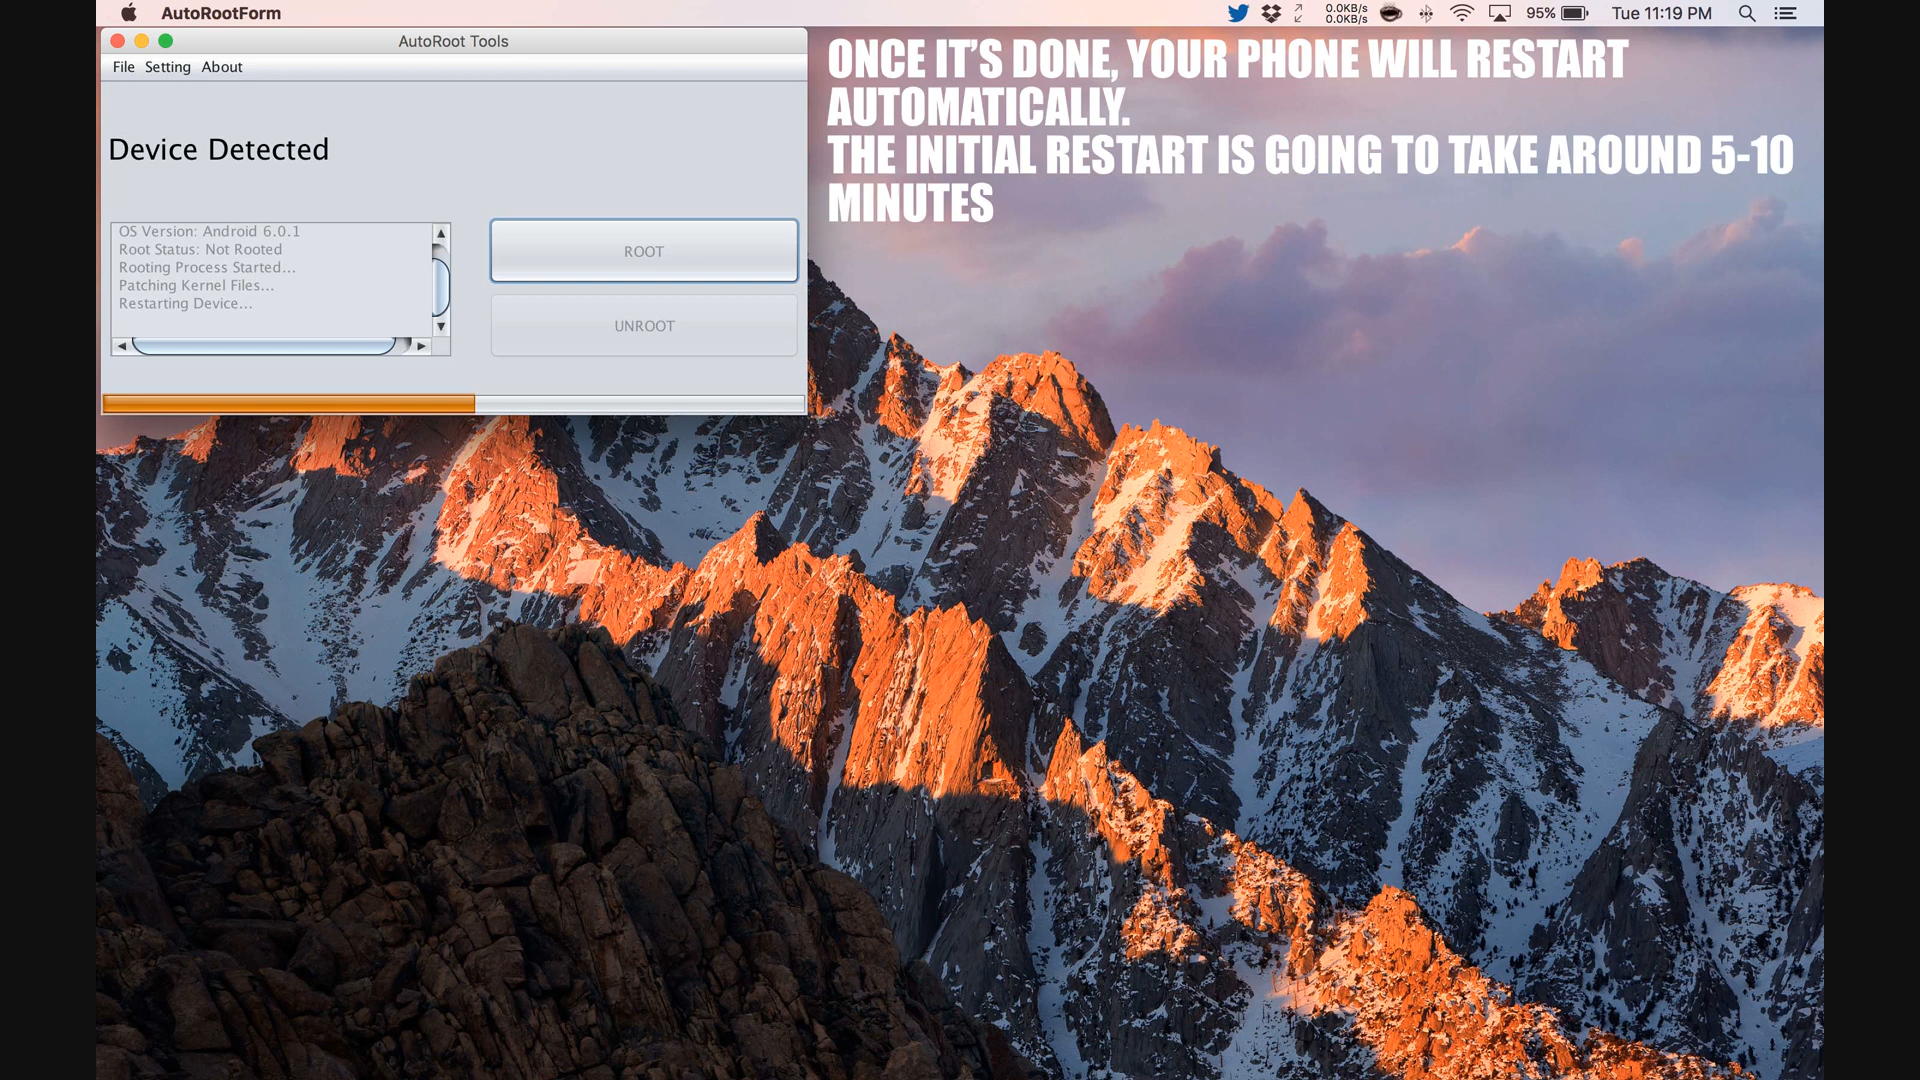 AutoRootForm
0.0KB/s
0.0KB/s
95%
Tue 11:19 PM
AutoRoot Tools
File Setting About
Device Detected
OS Version: Android 6.0.1
Root Status: Not Rooted
Rooting Process Started...
Patching Kernel Files...
Restarting Device...
ROOT
UNROOT
ONCE IT’S DONE, YOUR PHONE WILL RESTART
AUTOMATICALLY.
THE INITIAL RESTART IS GOING TO TAKE AROUND 5-10
MINUTES